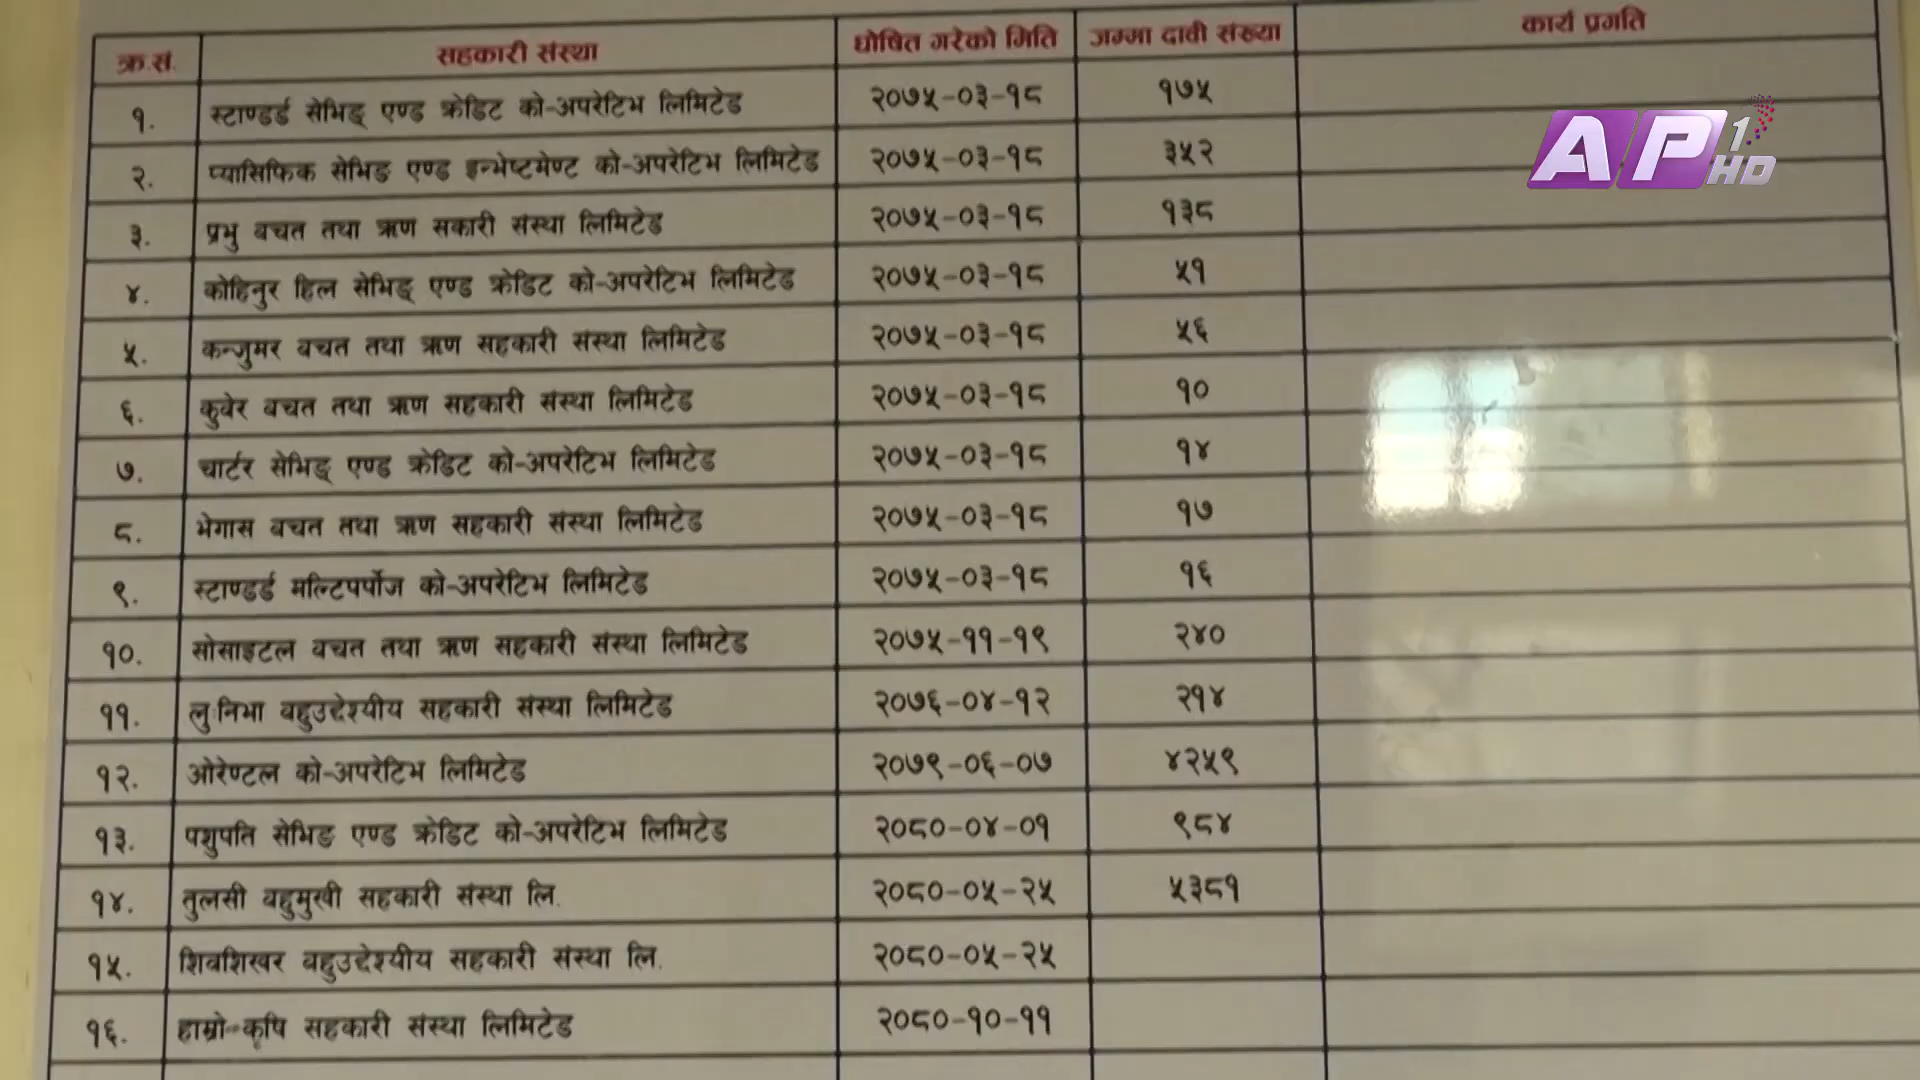 क्र.सं. सहकारी संस्था घोषित गरेको मिति जम्मा दावी संख्या कार्य प्रगति
१. स्टाण्डर्ड सेभिङ्ग एण्ड क्रेडिट को-अपरेटिभ लिमिटेड २०७५-०३-१८ १७५
२. प्यासिफिक सेभिङ एण्ड इन्भेष्टमेण्ट को-अपरेटिभ लिमिटेड २०७५-०३-१८ ३५२
३. प्रभु बचत तथा ऋण सकारी संस्था लिमिटेड २०७५-०३-१८ १३८
४. कोहिनुर हिल सेभिङ्ग एण्ड क्रेडिट को-अपरेटिभ लिमिटेड २०७५-०३-१८ ५१
५. कन्जुमर बचत तथा ऋण सहकारी संस्था लिमिटेड २०७५-०३-१८ ५६
६. कुवेर बचत तथा ऋण सहकारी संस्था लिमिटेड २०७५-०३-१८ १०
७. चार्टर सेभिङ्ग एण्ड क्रेडिट को-अपरेटिभ लिमिटेड २०७५-०३-१८ १४
८. भेगास बचत तथा ऋण सहकारी संस्था लिमिटेड २०७५-०३-१८ १७
९. स्टाण्डर्ड मल्टिपर्पोज को-अपरेटिभ लिमिटेड २०७५-०३-१८ १६
१०. सोसाइटल बचत तथा ऋण सहकारी संस्था लिमिटेड २०७५-११-१९ २४०
११. लु निभा बहुउद्देश्यीय सहकारी संस्था लिमिटेड २०७६-०४-१२ २१४
१२. ओरेण्टल को-अपरेटिभ लिमिटेड २०७९-०६-०७ ४२५९
१३. पशुपति सेभिङ एण्ड क्रेडिट को-अपरेटिभ लिमिटेड २०८०-०४-०१ ९८४
१४. तुलसी बहुमुखी सहकारी संस्था लि. २०८०-०५-२५ ५३८१
१५. शिवशिखर बहुउद्देश्यीय सहकारी संस्था लि. २०८०-०५-२५
१६. हाम्रो कृषि सहकारी संस्था लिमिटेड २०८०-१०-११
AP1 HD